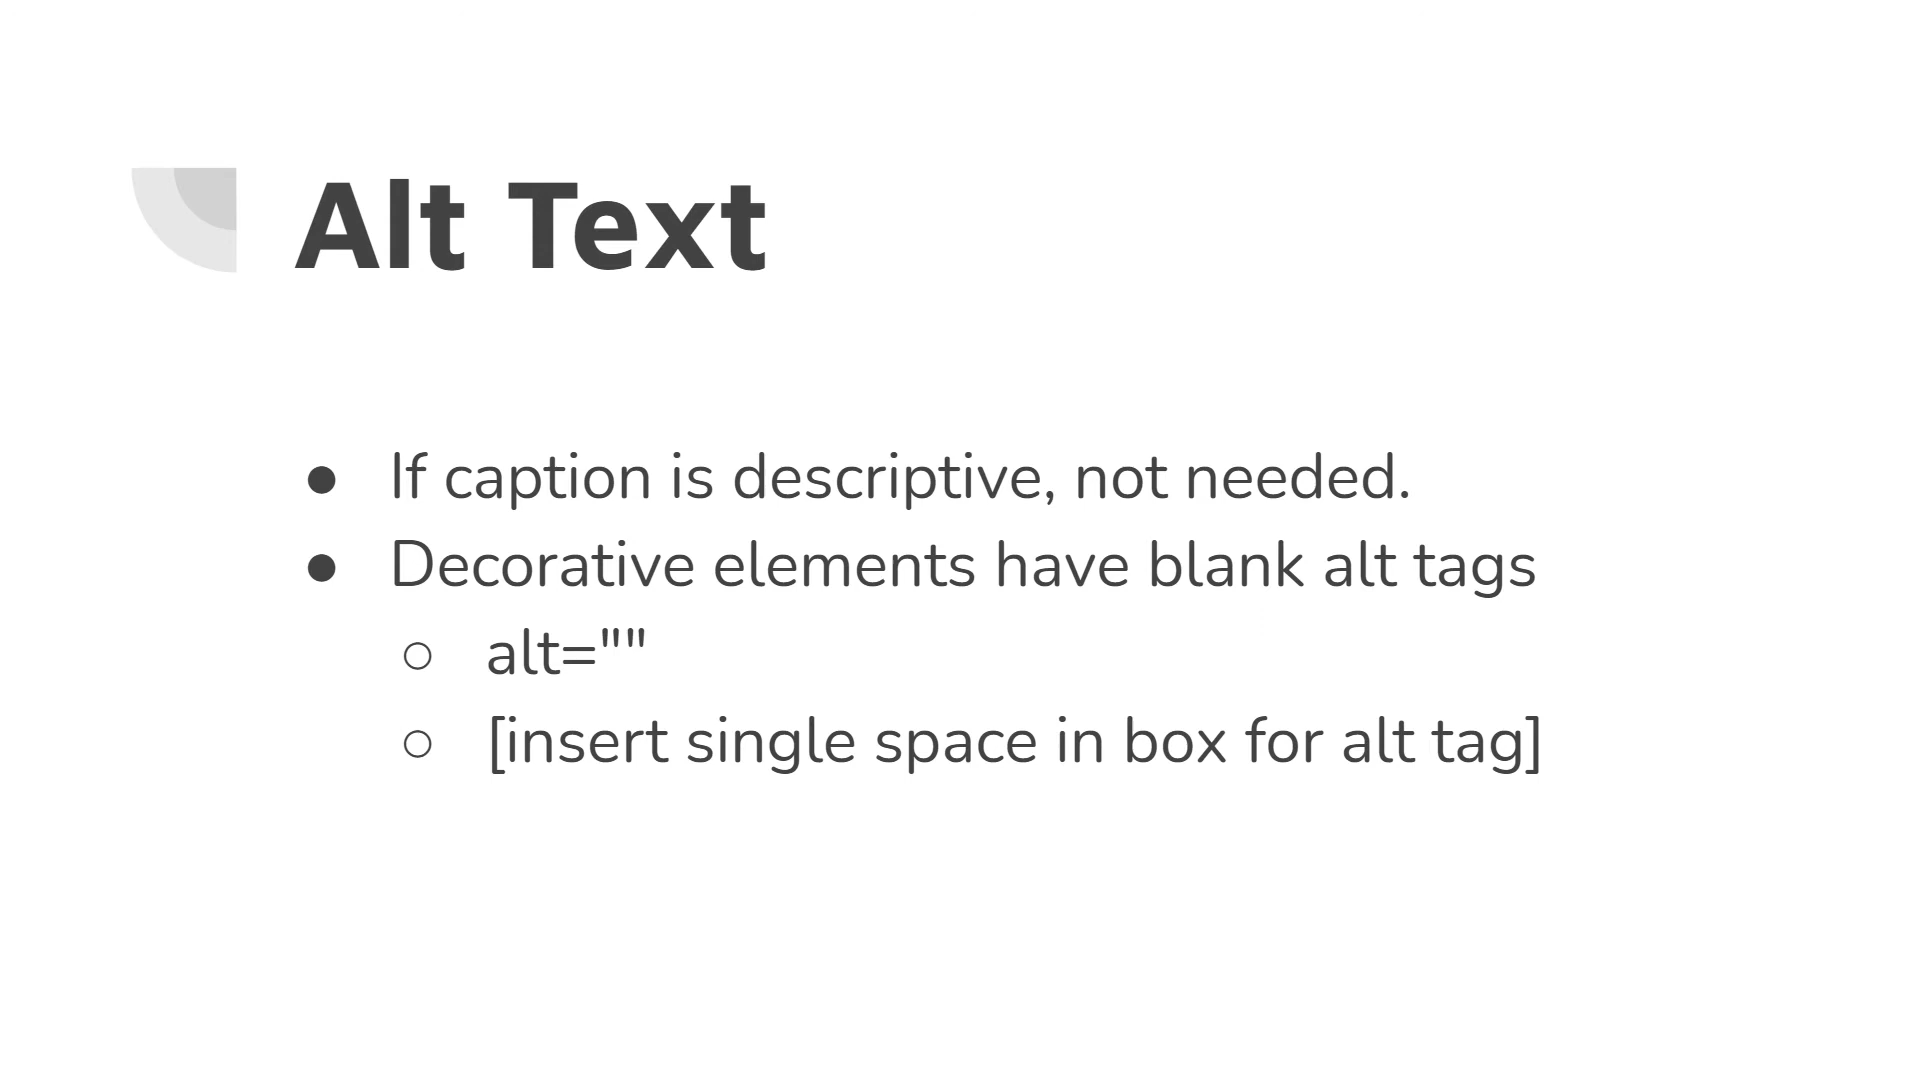 Alt Text
● If caption is descriptive, not needed.
● Decorative elements have blank alt tags
○ alt=""
○ [insert single space in box for alt tag]